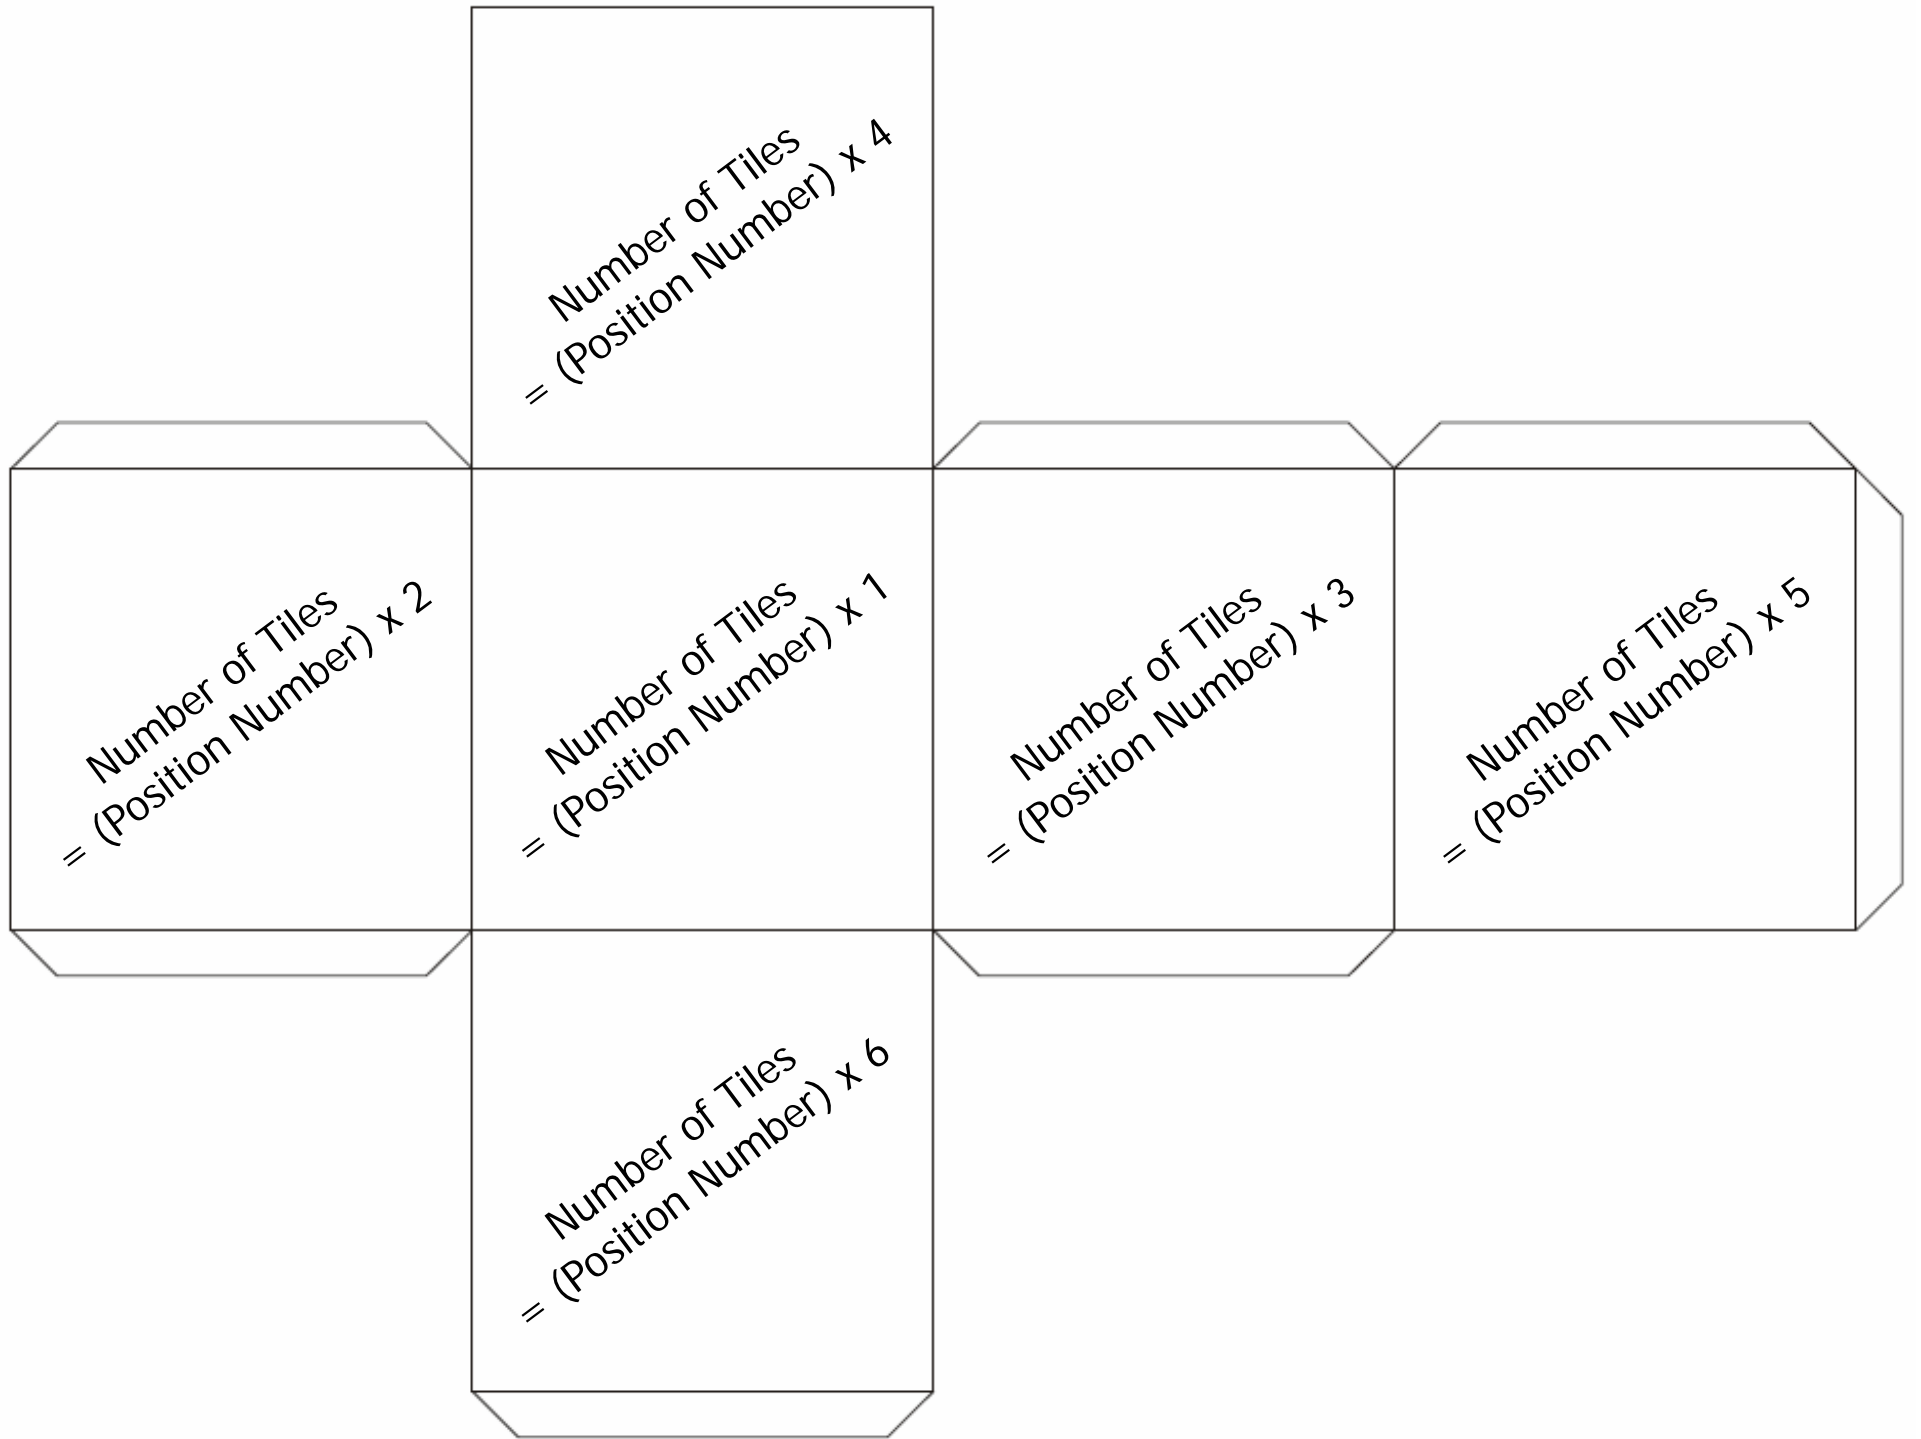 Number of Tiles
= (Position Number) x 4
Number of Tiles
= (Position Number) x 2
Number of Tiles
= (Position Number) x 1
Number of Tiles
= (Position Number) x 3
Number of Tiles
= (Position Number) x 5
Number of Tiles
= (Position Number) x 6